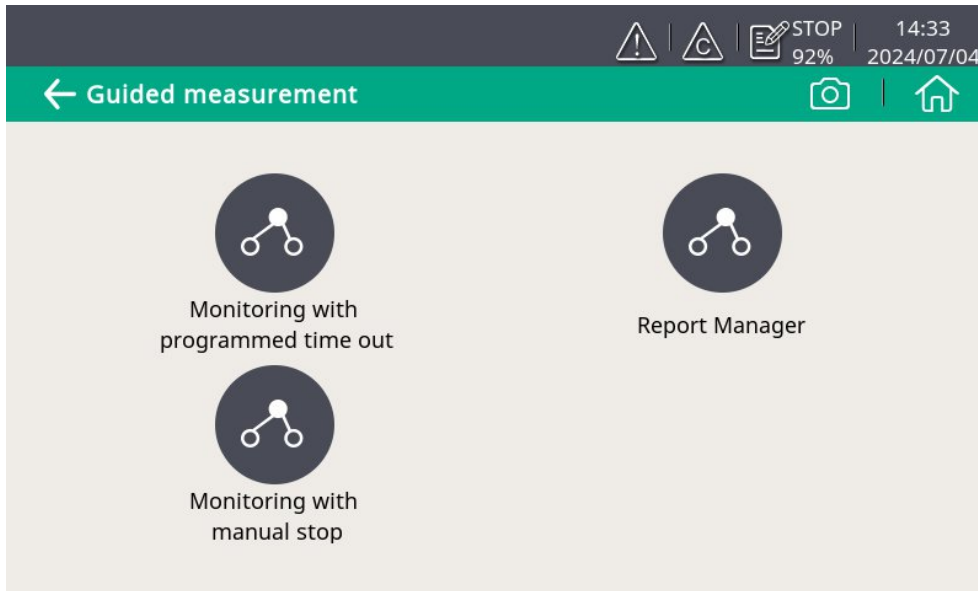 STOP 14:33
92% 2024/07/04
Guided measurement
Monitoring with
programmed time out
Report Manager
Monitoring with
manual stop